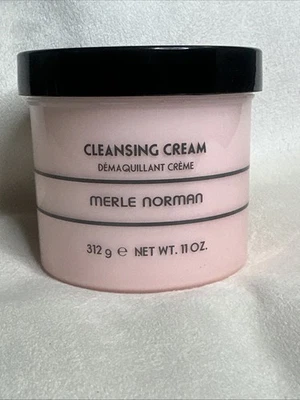 CLEANSING CREAM
DÉMAQUILLANT CRÈME
MERLE NORMAN
312 g ℮ NET WT. 11 OZ.